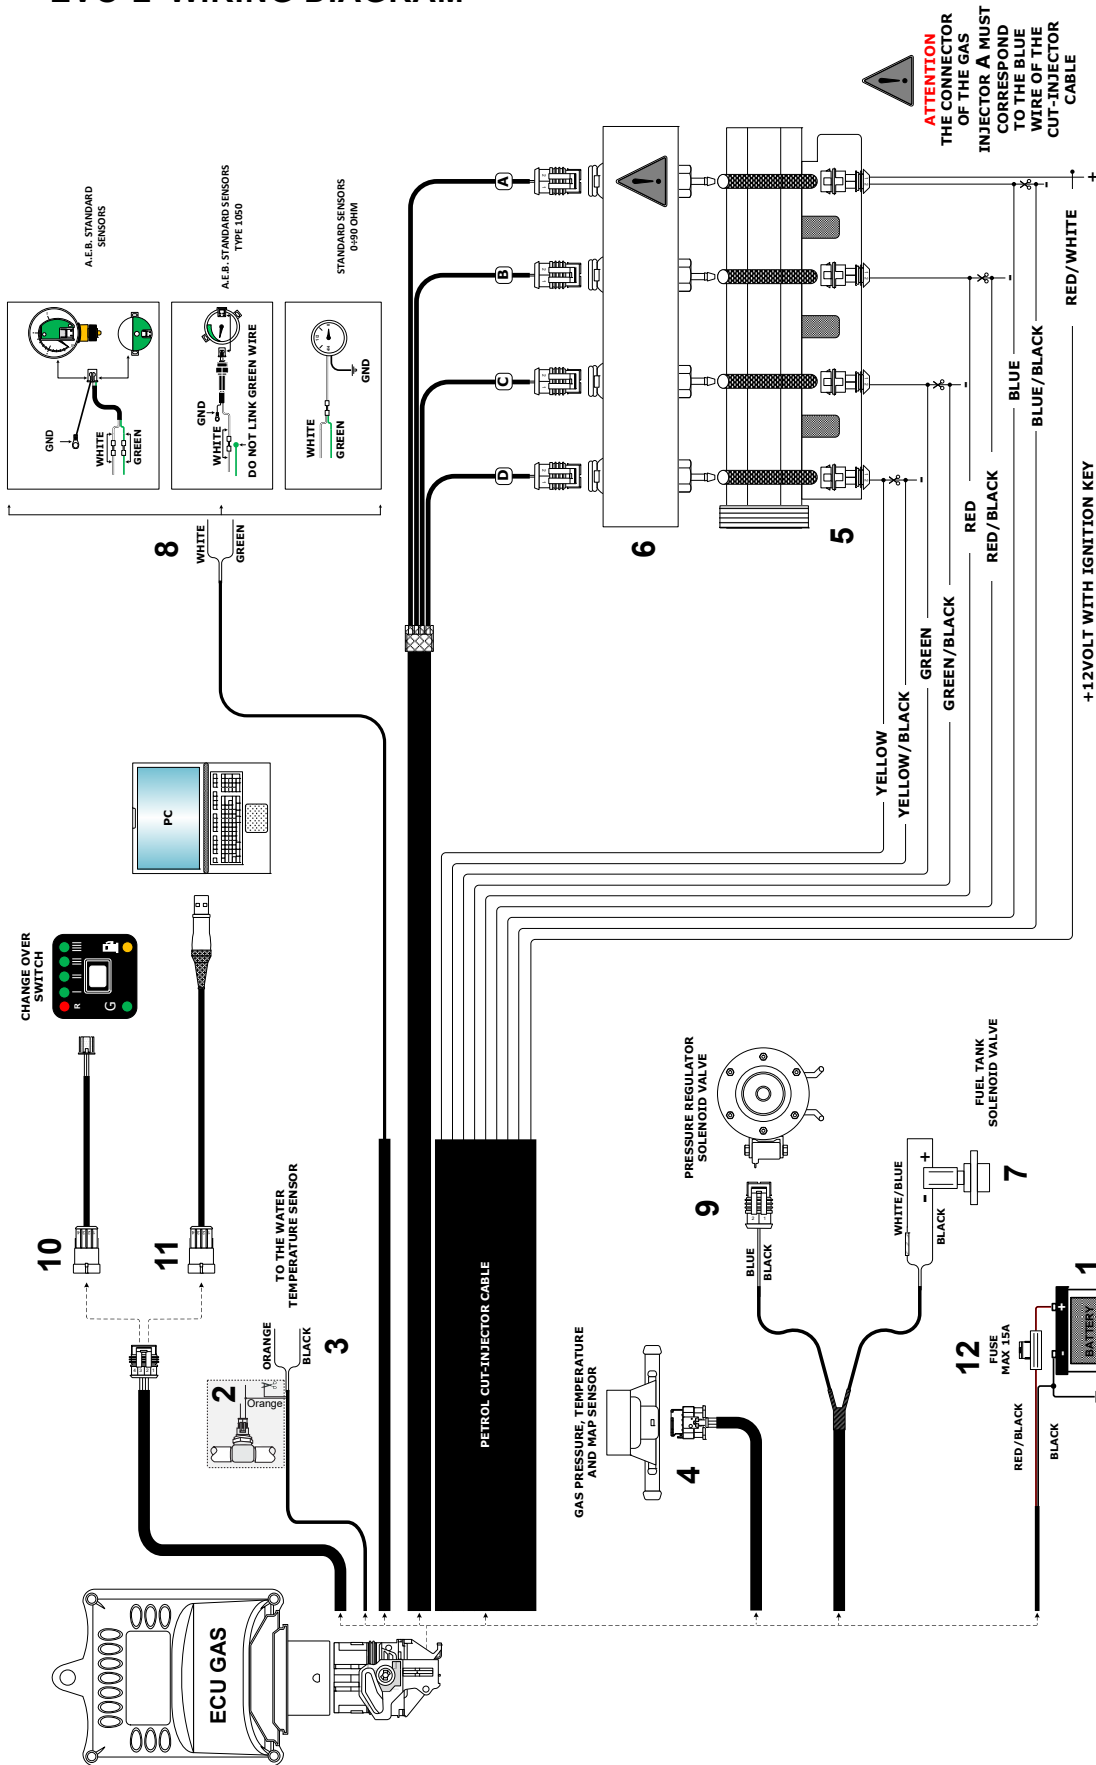 ATTENTION
THE CONNECTOR
OF THE GAS
INJECTOR A MUST
CORRESPOND
TO THE BLUE
WIRE OF THE
CUT-INJECTOR
CABLE
A.E.B. STANDARD
SENSORS
A.E.B. STANDARD SENSORS
TYPE 1050
STANDARD SENSORS
0÷90 OHM
GND
WHITE
GREEN
GND
WHITE
DO NOT LINK GREEN WIRE
WHITE
GREEN
GND
8
WHITE
GREEN
A
B
C
D
6
5
YELLOW
YELLOW/BLACK
GREEN
GREEN/BLACK
RED
RED/BLACK
BLUE
BLUE/BLACK
RED/WHITE
+12VOLT WITH IGNITION KEY
+
-
-
-
-
PC
CHANGE OVER
SWITCH
R
G
10
11
TO THE WATER
TEMPERATURE SENSOR
ORANGE
BLACK
3
2
Orange
PETROL CUT-INJECTOR CABLE
PRESSURE REGULATOR
SOLENOID VALVE
9
BLUE
BLACK
FUEL TANK
SOLENOID VALVE
7
WHITE/BLUE
BLACK
+
-
GAS PRESSURE, TEMPERATURE
AND MAP SENSOR
4
12
FUSE
MAX 15A
RED/BLACK
BLACK
1
BATTERY
+
-
ECU GAS